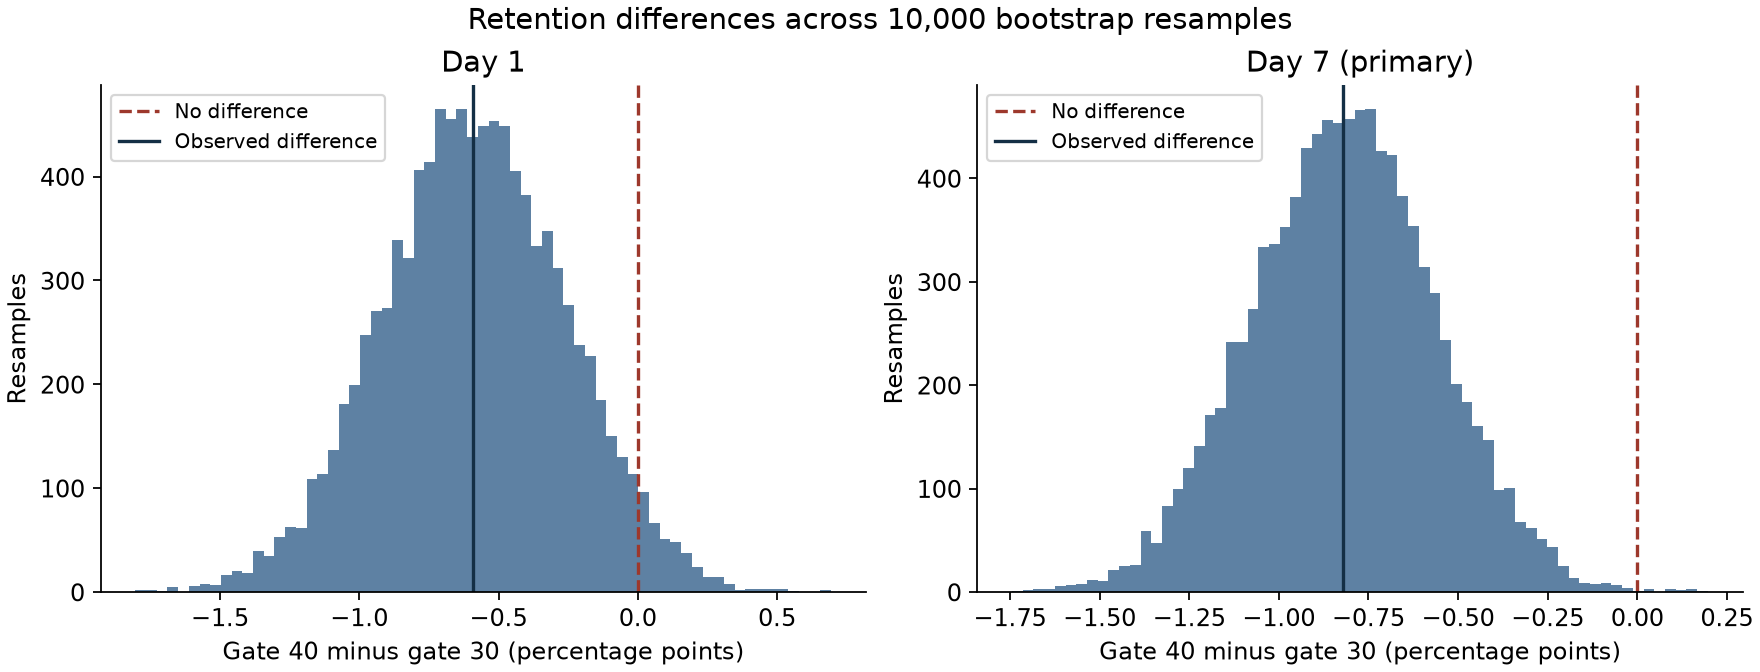 Retention differences across 10,000 bootstrap resamples
Day 1
No difference
Observed difference
Resamples
400
300
200
100
0
−1.5 −1.0 −0.5 0.0 0.5
Gate 40 minus gate 30 (percentage points)
Day 7 (primary)
No difference
Observed difference
Resamples
400
300
200
100
0
−1.75 −1.50 −1.25 −1.00 −0.75 −0.50 −0.25 0.00 0.25
Gate 40 minus gate 30 (percentage points)